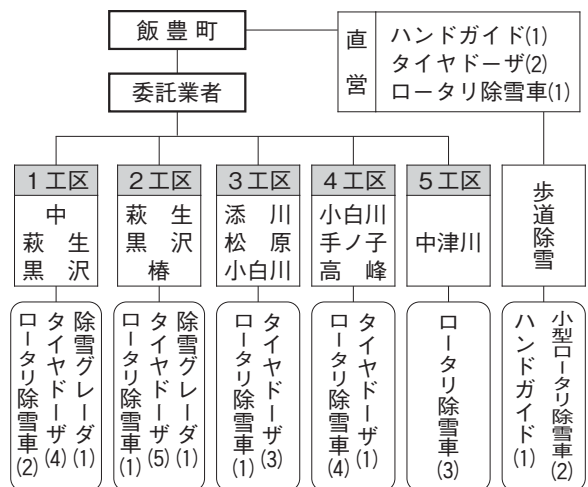 飯豊町
委託業者
直営
ハンドガイド(1)
タイヤドーザ(2)
ロータリ除雪車(1)
1工区
中
萩生
黒沢
2工区
萩生
黒沢
椿
3工区
添川
松原
小白川
4工区
小白川
手ノ子
高峰
5工区
中津川
歩道除雪
除雪グレーダ(1)
タイヤドーザ(4)
ロータリ除雪車(2)
除雪グレーダ(1)
タイヤドーザ(5)
ロータリ除雪車(1)
タイヤドーザ(3)
ロータリ除雪車(1)
タイヤドーザ(1)
ロータリ除雪車(4)
ロータリ除雪車(3)
小型ロータリ除雪車(2)
ハンドガイド(1)